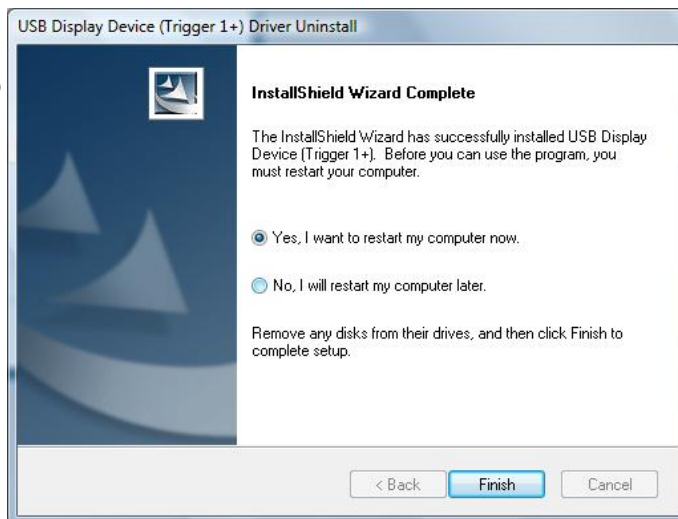 USB Display Device (Trigger 1+) Driver Uninstall
InstallShield Wizard Complete
The InstallShield Wizard has successfully installed USB Display
Device (Trigger 1+).  Before you can use the program, you
must restart your computer.
Yes, I want to restart my computer now.
No, I will restart my computer later.
Remove any disks from their drives, and then click Finish to
complete setup.
< Back Finish Cancel